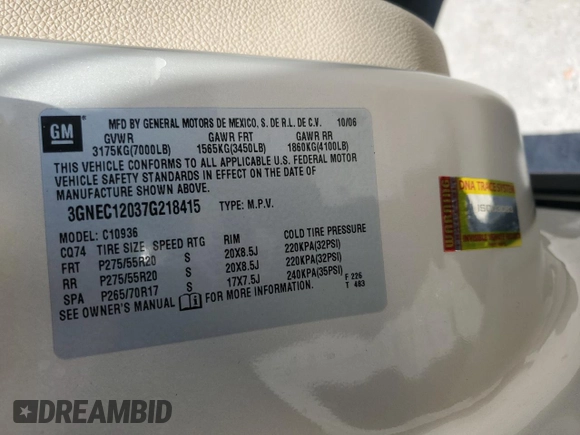 GM
MFD BY GENERAL MOTORS DE MEXICO, S. DE R.L. DE C.V. 10/06
GVWR GAWR FRT GAWR RR
3175KG(7000LB) 1565KG(3450LB) 1860KG(4100LB)
THIS VEHICLE CONFORMS TO ALL APPLICABLE U.S. FEDERAL MOTOR
VEHICLE SAFETY STANDARDS IN EFFECT ON THE DATE OF
MANUFACTURE SHOWN ABOVE.
3GNEC12037G218415 TYPE: M.P.V.
MODEL: C10936
CQ74 TIRE SIZE SPEED RTG RIM COLD TIRE PRESSURE
FRT P275/55R20 S 20X8.5J 220KPA(32PSI)
RR P275/55R20 S 20X8.5J 220KPA(32PSI)
SPA P265/70R17 S 17X7.5J 240KPA(35PSI)
SEE OWNER'S MANUAL FOR MORE INFORMATION.
F 226
T 483
DNA TRACE SYSTEM
WARNING
DREAMBID